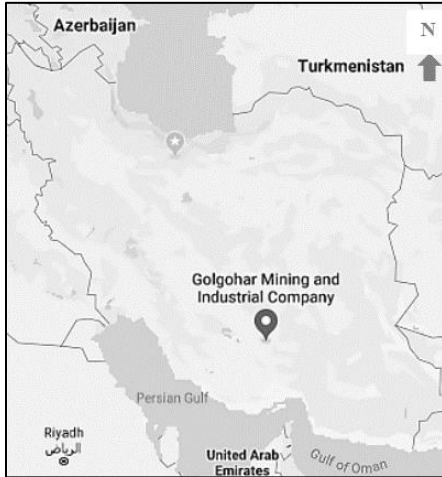 Azerbaijan
N
Turkmenistan
Golgohar Mining and
Industrial Company
Persian Gulf
Riyadh
الرياض
United Arab
Emirates
Gulf of Oman